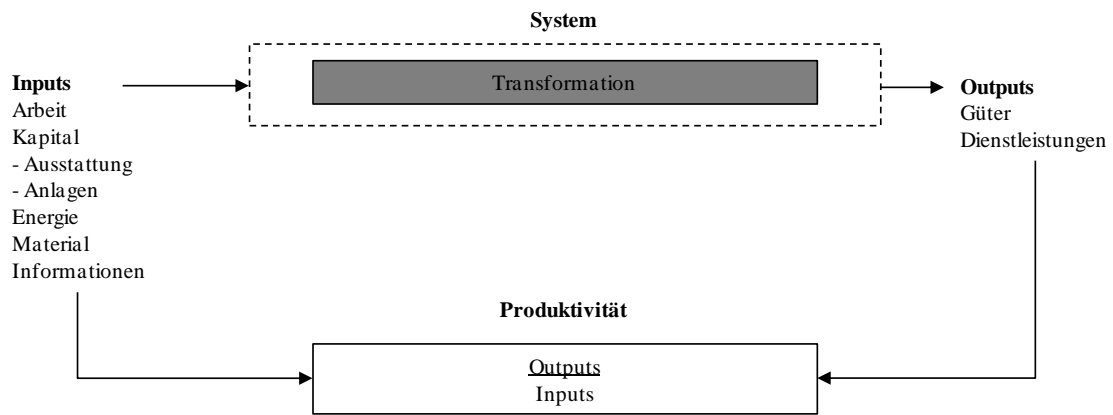 System
Transformation
Inputs
Arbeit
Kapital
- Ausstattung
- Anlagen
Energie
Material
Informationen
Outputs
Güter
Dienstleistungen
Produktivität
Outputs
Inputs